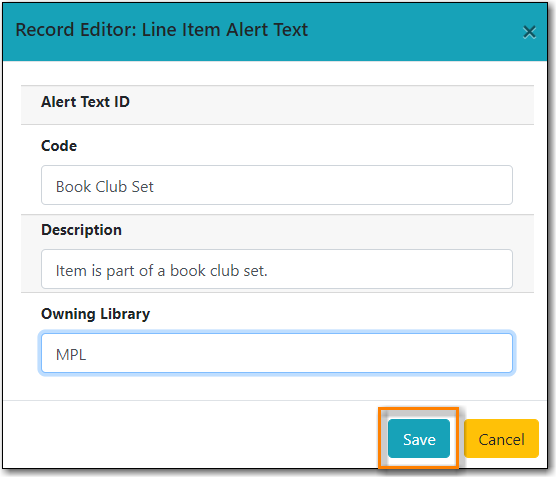 Record Editor: Line Item Alert Text
×
Alert Text ID
Code
Book Club Set
Description
Item is part of a book club set.
Owning Library
MPL
Save Cancel